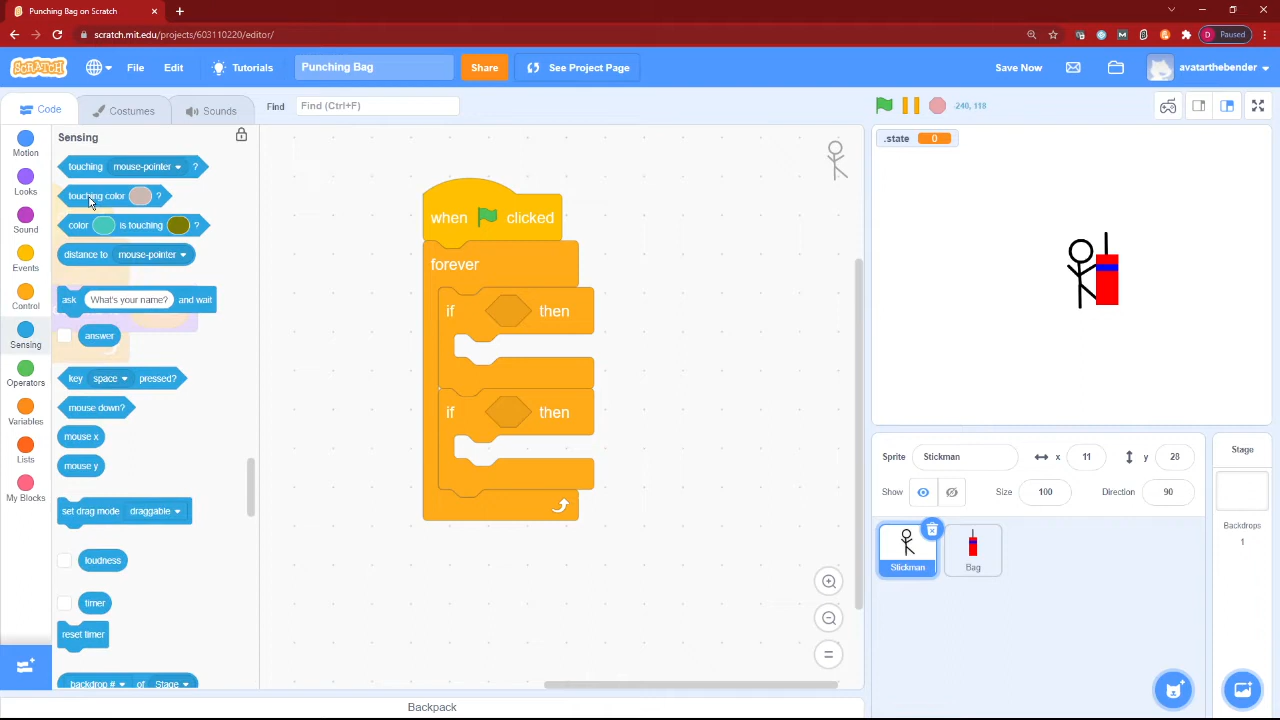 Punching Bag on Scratch
scratch.mit.edu/projects/603110220/editor/
D Paused
SCRATCH File Edit Tutorials Punching Bag Share See Project Page Save Now avatarthebender
Code Costumes Sounds Find Find (Ctrl+F) -240, 118
Motion
Looks
Sound
Events
Control
Sensing
Operators
Variables
Lists
My Blocks
Sensing
touching mouse-pointer ?
touching color ?
color is touching ?
distance to mouse-pointer
ask What's your name? and wait
answer
key space pressed?
mouse down?
mouse x
mouse y
set drag mode draggable
loudness
timer
reset timer
backdrop # of Stage
when clicked
forever
if then
if then
.state 0
Sprite Stickman x 11 y 28
Show Size 100 Direction 90
Stickman
Bag
Stage
Backdrops
1
Backpack